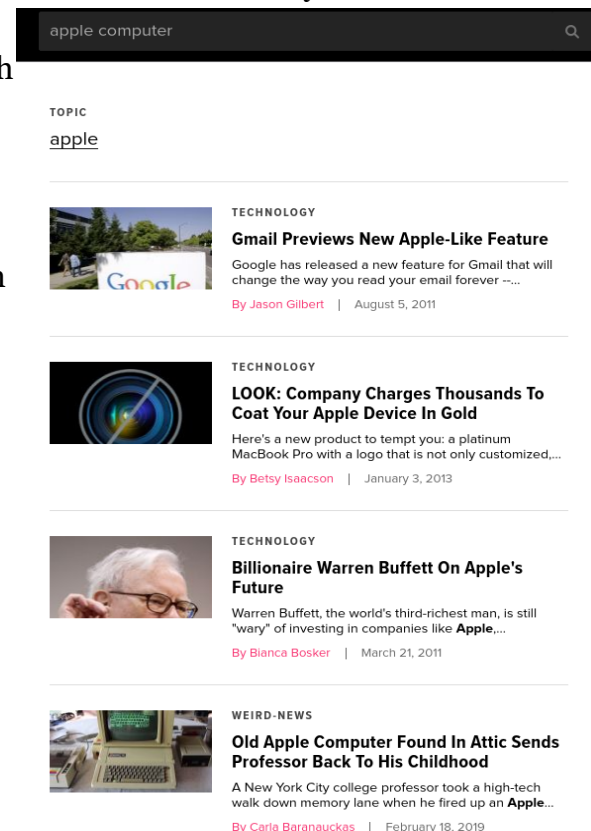 apple computer
TOPIC
apple
TECHNOLOGY
Gmail Previews New Apple-Like Feature
Google has released a new feature for Gmail that will
change the way you read your email forever --...
By Jason Gilbert | August 5, 2011
Google
TECHNOLOGY
LOOK: Company Charges Thousands To
Coat Your Apple Device In Gold
Here's a new product to tempt you: a platinum
MacBook Pro with a logo that is not only customized,...
By Betsy Isaacson | January 3, 2013
TECHNOLOGY
Billionaire Warren Buffett On Apple's
Future
Warren Buffett, the world's third-richest man, is still
"wary" of investing in companies like Apple,...
By Bianca Bosker | March 21, 2011
WEIRD-NEWS
Old Apple Computer Found In Attic Sends
Professor Back To His Childhood
A New York City college professor took a high-tech
walk down memory lane when he fired up an Apple...
By Carla Baranauckas | February 18, 2019